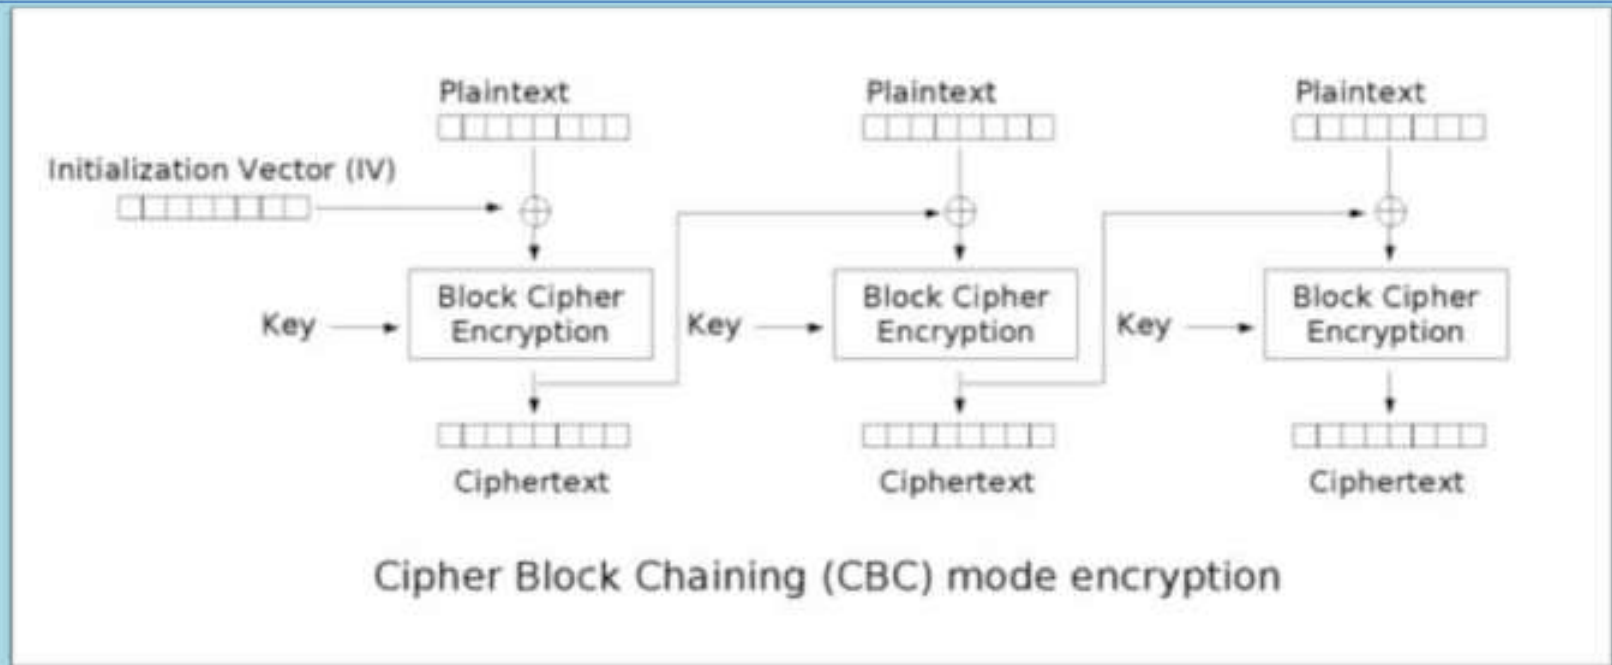 Plaintext
Plaintext
Plaintext
Initialization Vector (IV)
Key
Block Cipher
Encryption
Key
Block Cipher
Encryption
Key
Block Cipher
Encryption
Ciphertext
Ciphertext
Ciphertext
Cipher Block Chaining (CBC) mode encryption